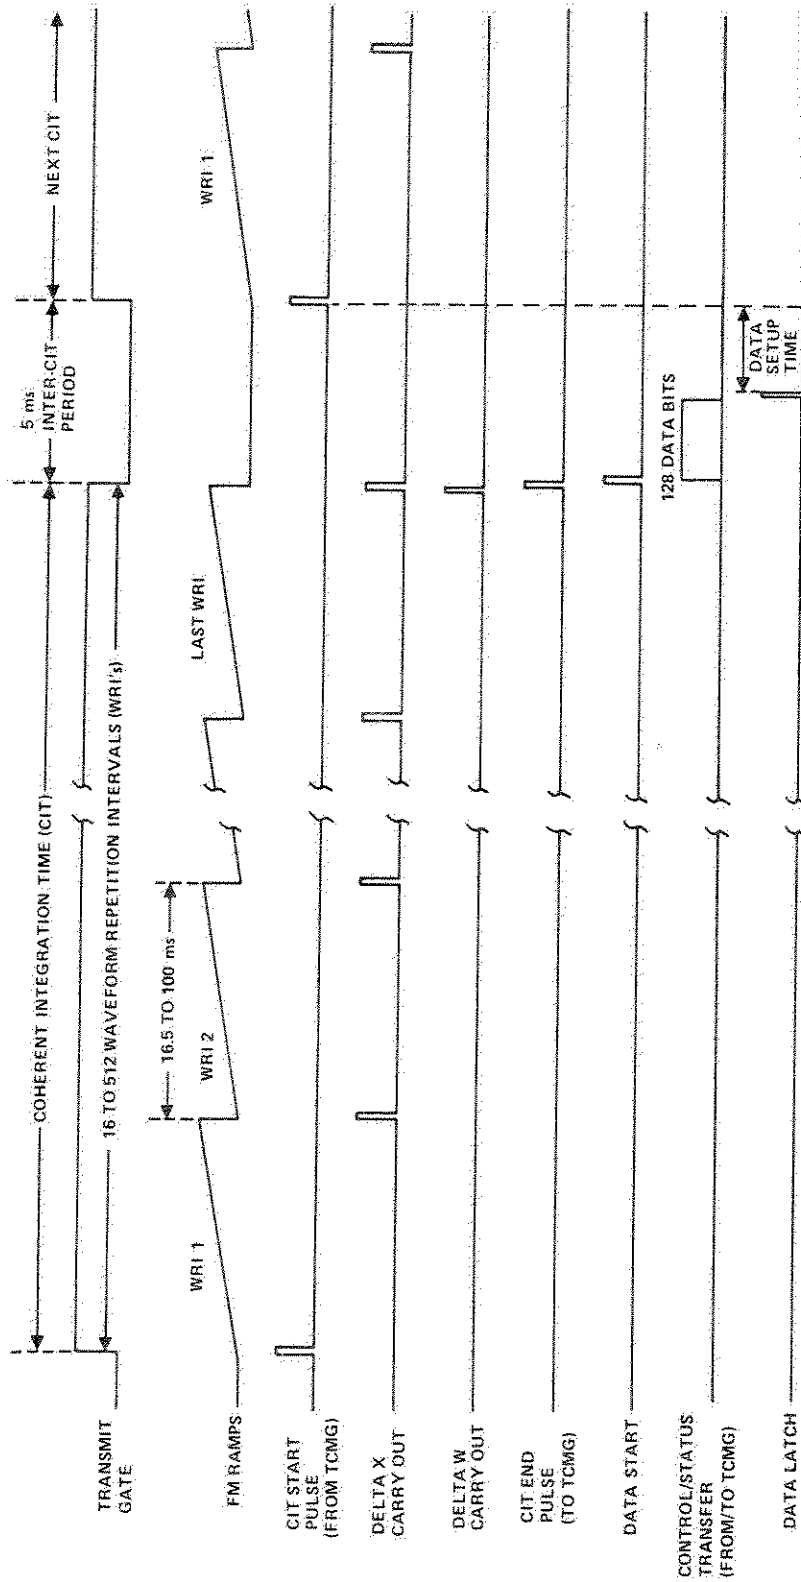 COHERENT INTEGRATION TIME (CIT)
5 ms
INTER-CIT
PERIOD
NEXT CIT
16 TO 512 WAVEFORM REPETITION INTERVALS (WRI's)
TRANSMIT
GATE
16.5 TO 100 ms
WRI 1
WRI 2
LAST WRI
WRI 1
FM RAMPS
CIT START
PULSE
(FROM TCMG)
DELTA X
CARRY OUT
DELTA W
CARRY OUT
CIT END
PULSE
(TO TCMG)
DATA START
128 DATA BITS
CONTROL/STATUS
TRANSFER
(FROM/TO TCMG)
DATA
SETUP
TIME
DATA LATCH